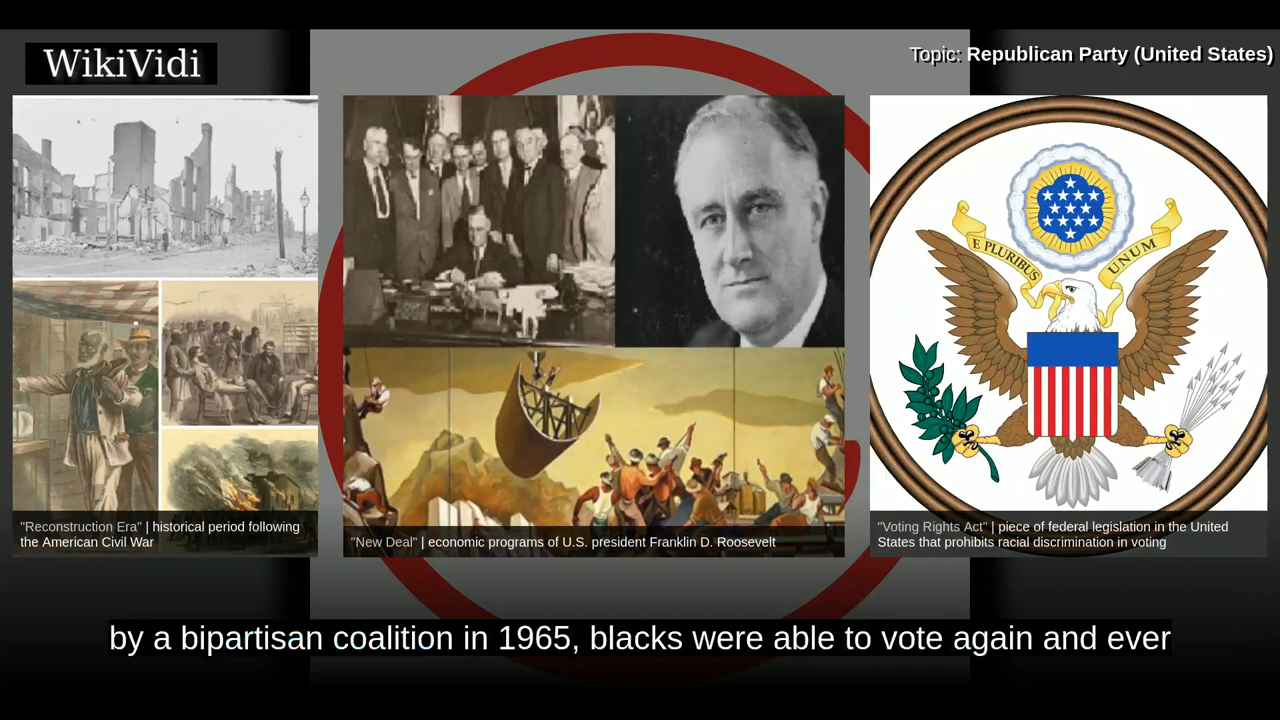 WikiVidi
Topic: Republican Party (United States)
E PLURIBUS
UNUM
"Reconstruction Era" | historical period following
the American Civil War
"New Deal" | economic programs of U.S. president Franklin D. Roosevelt
"Voting Rights Act" | piece of federal legislation in the United
States that prohibits racial discrimination in voting
by a bipartisan coalition in 1965, blacks were able to vote again and ever